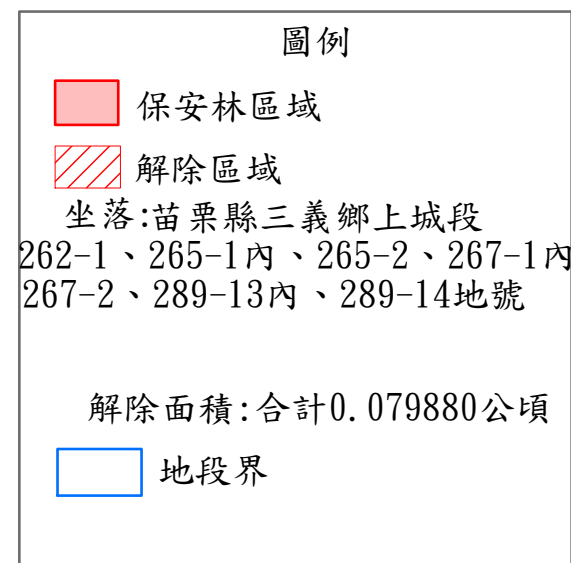 圖例
保安林區域
解除區域
坐落:苗栗縣三義鄉上城段
262-1、265-1內、265-2、267-1內
267-2、289-13內、289-14地號
解除面積:合計0.079880公頃
地段界